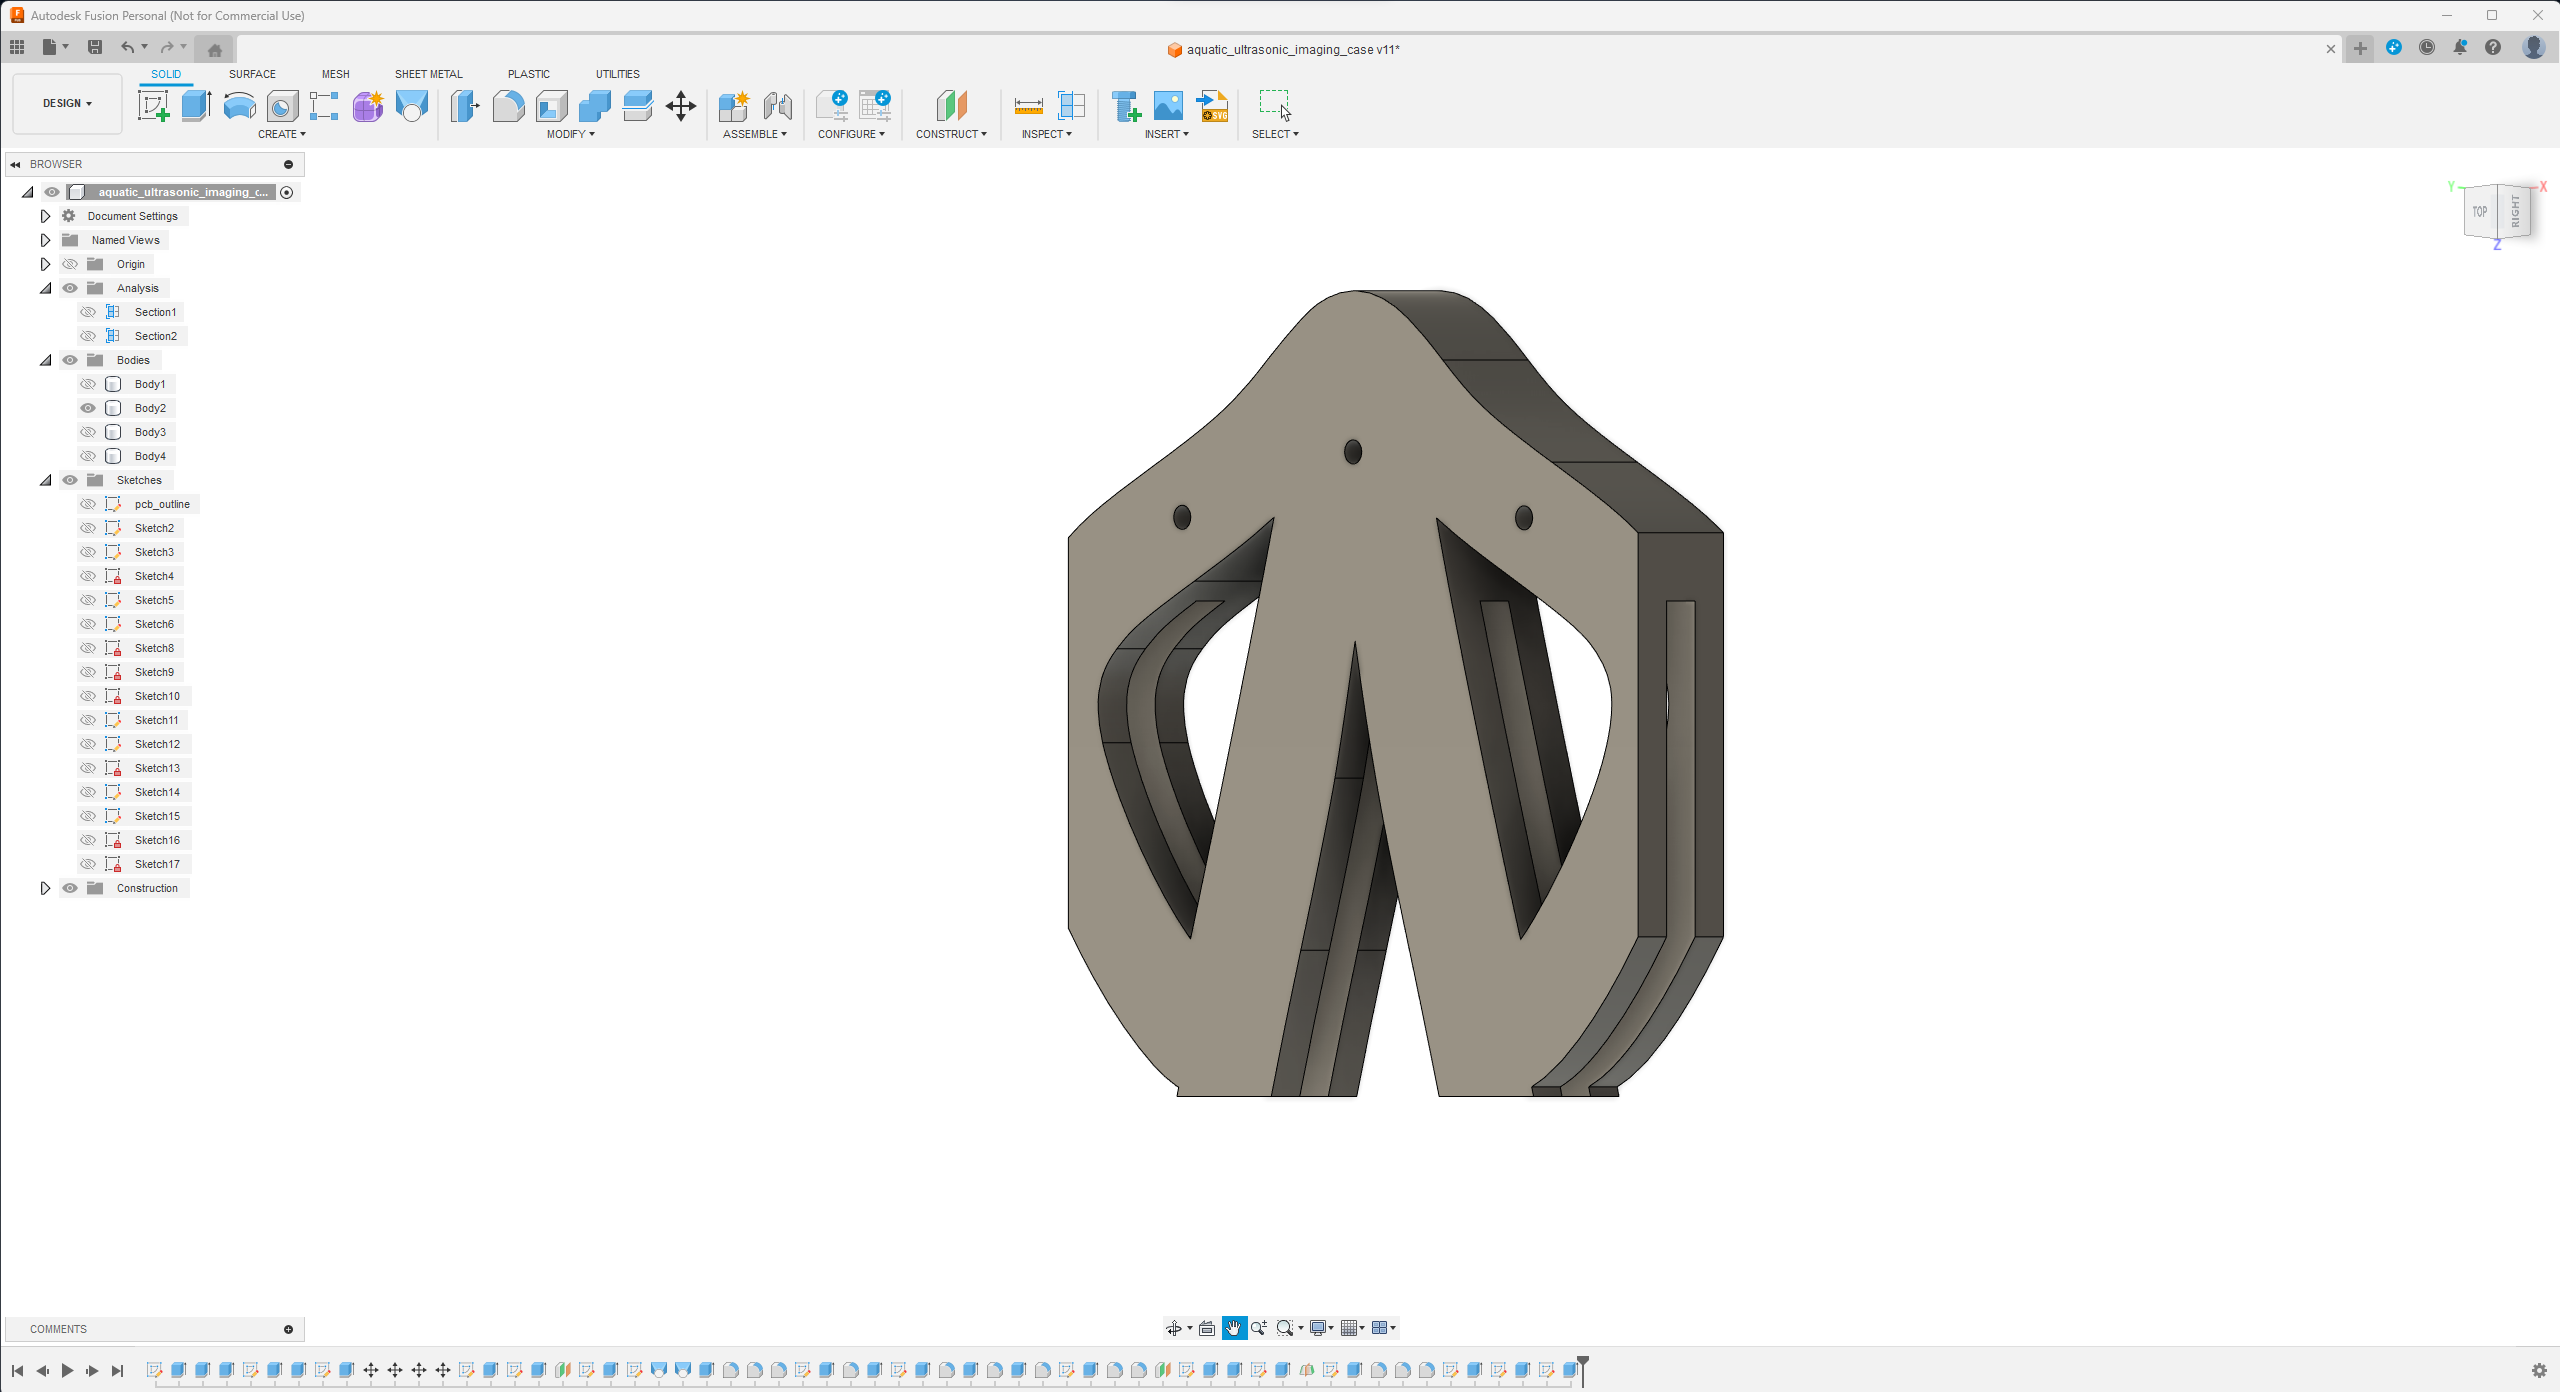 Autodesk Fusion Personal (Not for Commercial Use)
aquatic_ultrasonic_imaging_case v11*
SOLID SURFACE MESH SHEET METAL PLASTIC UTILITIES
DESIGN
CREATE MODIFY ASSEMBLE CONFIGURE CONSTRUCT INSPECT INSERT SELECT
SVG
BROWSER
aquatic_ultrasonic_imaging_c...
Document Settings
Named Views
Origin
Analysis
Section1
Section2
Bodies
Body1
Body2
Body3
Body4
Sketches
pcb_outline
Sketch2
Sketch3
Sketch4
Sketch5
Sketch6
Sketch8
Sketch9
Sketch10
Sketch11
Sketch12
Sketch13
Sketch14
Sketch15
Sketch16
Sketch17
Construction
Y X
TOP RIGHT
Z
COMMENTS